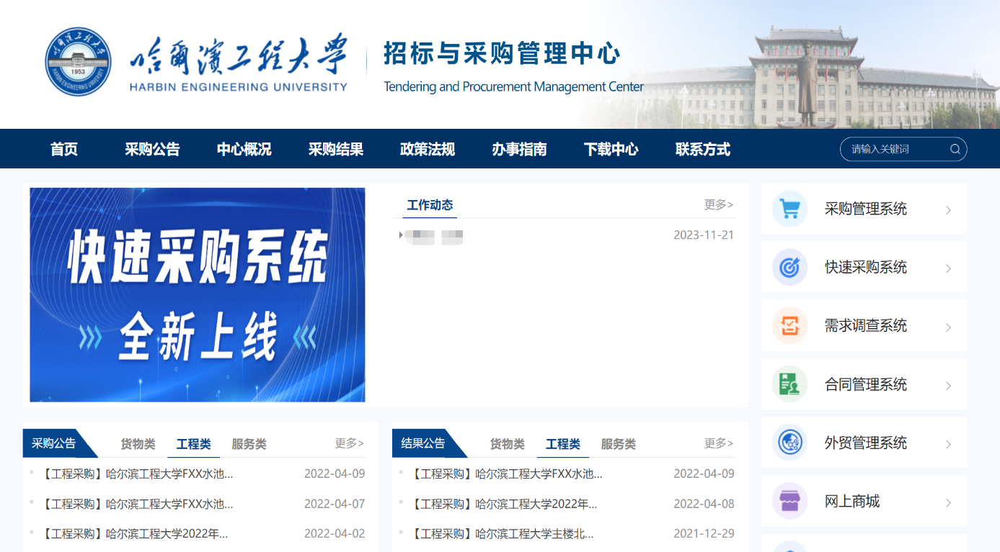 哈尔滨工程大学
HARBIN ENGINEERING UNIVERSITY
1953
招标与采购管理中心
Tendering and Procurement Management Center
首页 采购公告 中心概况 采购结果 政策法规 办事指南 下载中心 联系方式 请输入关键词
快速采购系统
全新上线
工作动态 更多>
2023-11-21
采购管理系统
快速采购系统
需求调查系统
合同管理系统
外贸管理系统
网上商城
采购公告 货物类 工程类 服务类 更多>
【工程采购】哈尔滨工程大学FXX水池... 2022-04-09
【工程采购】哈尔滨工程大学FXX水池... 2022-04-07
【工程采购】哈尔滨工程大学2022年... 2022-04-02
结果公告 货物类 工程类 服务类 更多>
【工程采购】哈尔滨工程大学FXX水池... 2022-04-09
【工程采购】哈尔滨工程大学2022年... 2022-04-08
【工程采购】哈尔滨工程大学主楼北... 2021-12-29